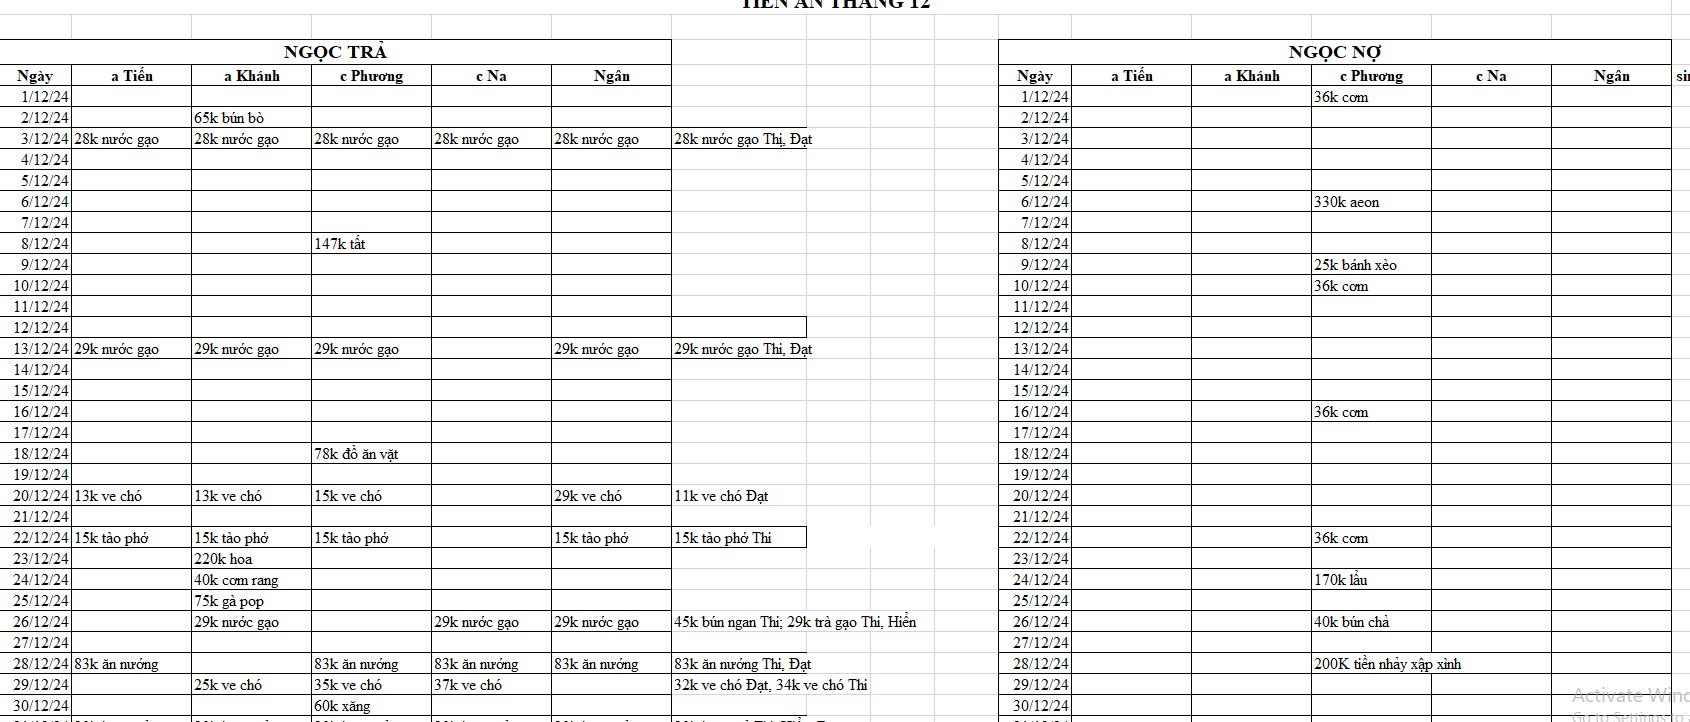 TIỀN ĂN THÁNG 12
NGỌC TRẢ NGỌC NỢ
Ngày a Tiến a Khánh c Phương c Na Ngân Ngày a Tiến a Khánh c Phương c Na Ngân
1/12/24 1/12/24 36k cơm
2/12/24 65k bún bò 2/12/24
3/12/24 28k nước gạo 28k nước gạo 28k nước gạo 28k nước gạo 28k nước gạo 28k nước gạo Thi, Đạt 3/12/24
4/12/24 4/12/24
5/12/24 5/12/24
6/12/24 6/12/24 330k aeon
7/12/24 7/12/24
8/12/24 147k tất 8/12/24
9/12/24 9/12/24 25k bánh xèo
10/12/24 10/12/24 36k cơm
11/12/24 11/12/24
12/12/24 12/12/24
13/12/24 29k nước gạo 29k nước gạo 29k nước gạo 29k nước gạo 29k nước gạo Thi, Đạt 13/12/24
14/12/24 14/12/24
15/12/24 15/12/24
16/12/24 16/12/24 36k cơm
17/12/24 17/12/24
18/12/24 78k đồ ăn vặt 18/12/24
19/12/24 19/12/24
20/12/24 13k ve chó 13k ve chó 15k ve chó 29k ve chó 11k ve chó Đạt 20/12/24
21/12/24 21/12/24
22/12/24 15k tào phớ 15k tào phớ 15k tào phớ 15k tào phớ 15k tào phớ Thi 22/12/24 36k cơm
23/12/24 220k hoa 23/12/24
24/12/24 40k cơm rang 24/12/24 170k lẩu
25/12/24 75k gà pop 25/12/24
26/12/24 29k nước gạo 29k nước gạo 29k nước gạo 45k bún ngan Thi; 29k trà gạo Thi, Hiển 26/12/24 40k bún chả
27/12/24 27/12/24
28/12/24 83k ăn nướng 83k ăn nướng 83k ăn nướng 83k ăn nướng 83k ăn nướng Thi, Đạt 28/12/24 200K tiền nhảy xập xình
29/12/24 25k ve chó 35k ve chó 37k ve chó 32k ve chó Đạt, 34k ve chó Thi 29/12/24
30/12/24 60k xăng 30/12/24
Activate Wind